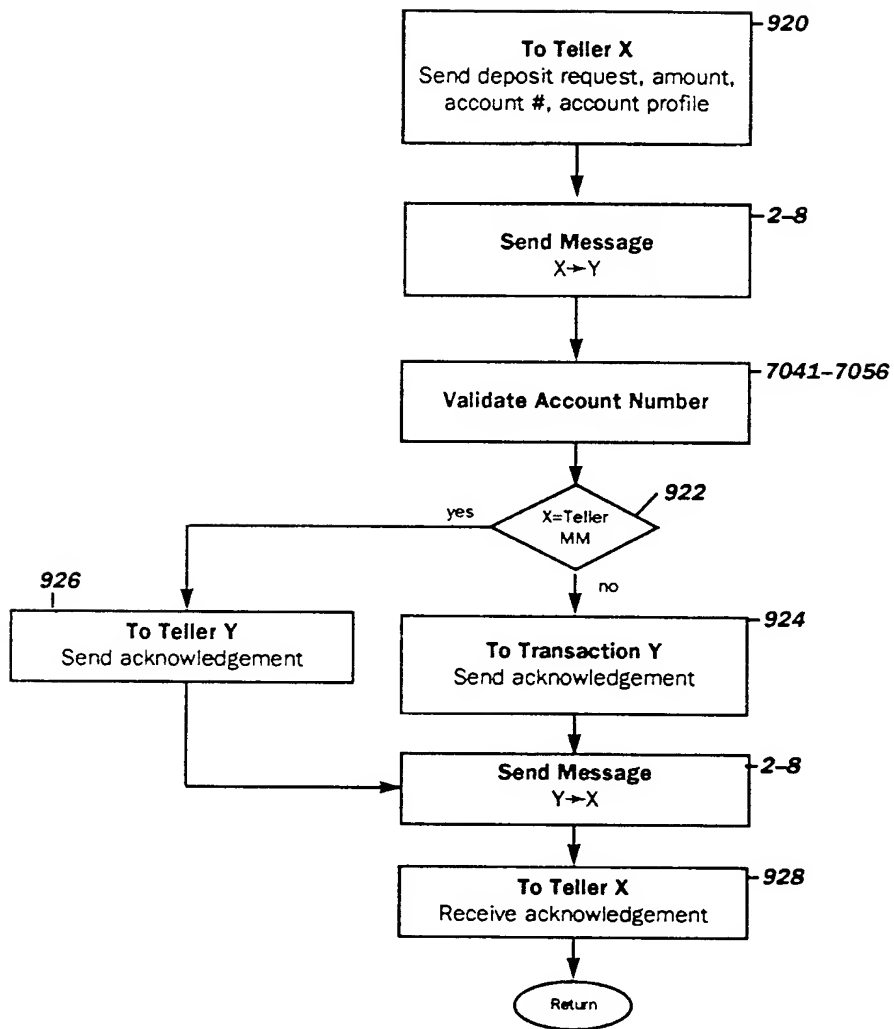 920
To Teller X
Send deposit request, amount,
account #, account profile
2–8
Send Message
X→Y
7041–7056
Validate Account Number
922
X=Teller
MM
yes
no
926
To Teller Y
Send acknowledgement
924
To Transaction Y
Send acknowledgement
2–8
Send Message
Y→X
928
To Teller X
Receive acknowledgement
Return